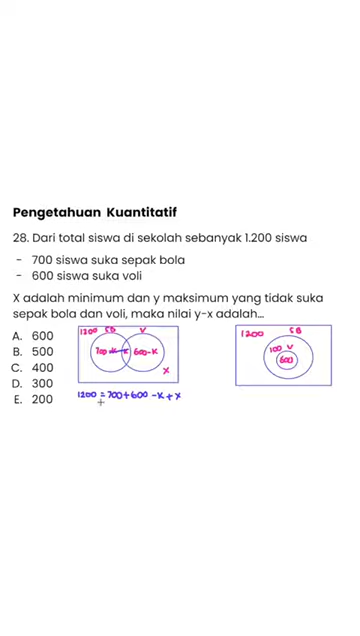 Pengetahuan Kuantitatif
28. Dari total siswa di sekolah sebanyak 1.200 siswa
- 700 siswa suka sepak bola
- 600 siswa suka voli
X adalah minimum dan y maksimum yang tidak suka
sepak bola dan voli, maka nilai y-x adalah...
A. 600
B. 500
C. 400
D. 300
E. 200
1200 SB V
700-K K 600-K
X
1200 = 700+600 -K+X
1200 SB
100 V
600